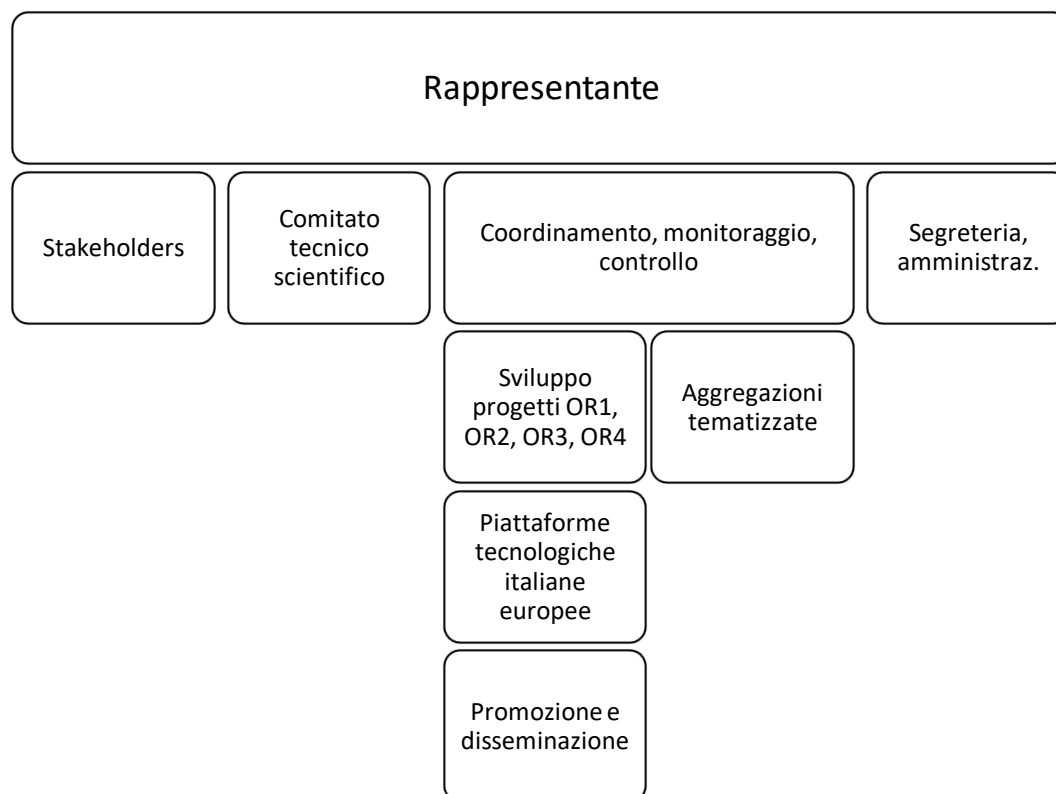 Rappresentante
Stakeholders
Comitato
tecnico
scientifico
Coordinamento, monitoraggio,
controllo
Segreteria,
amministraz.
Sviluppo
progetti OR1,
OR2, OR3, OR4
Aggregazioni
tematizzate
Piattaforme
tecnologiche
italiane
europee
Promozione e
disseminazione